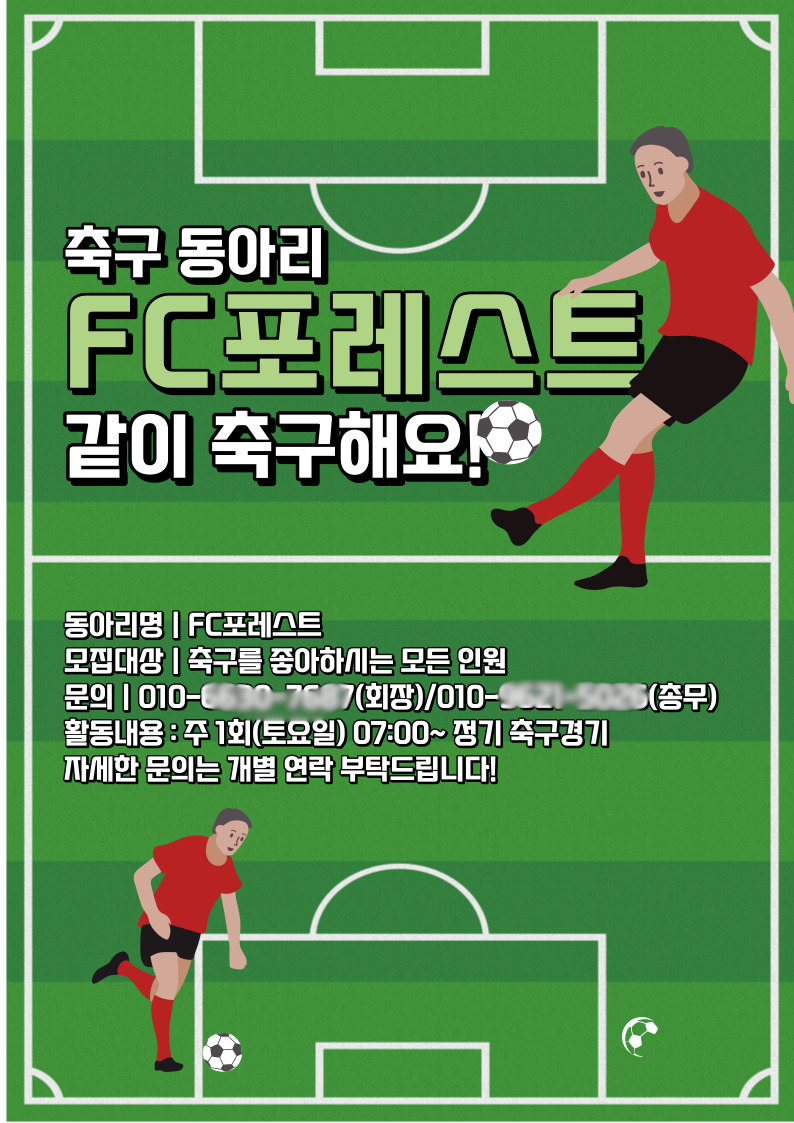 축구 동아리
FC포레스트
같이 축구해요!
동아리명 | FC포레스트
모집대상 | 축구를 좋아하시는 모든 인원
문의 | 010-(회장)/010-(총무)
활동내용 : 주 1회(토요일) 07:00~ 정기 축구경기
자세한 문의는 개별 연락 부탁드립니다!